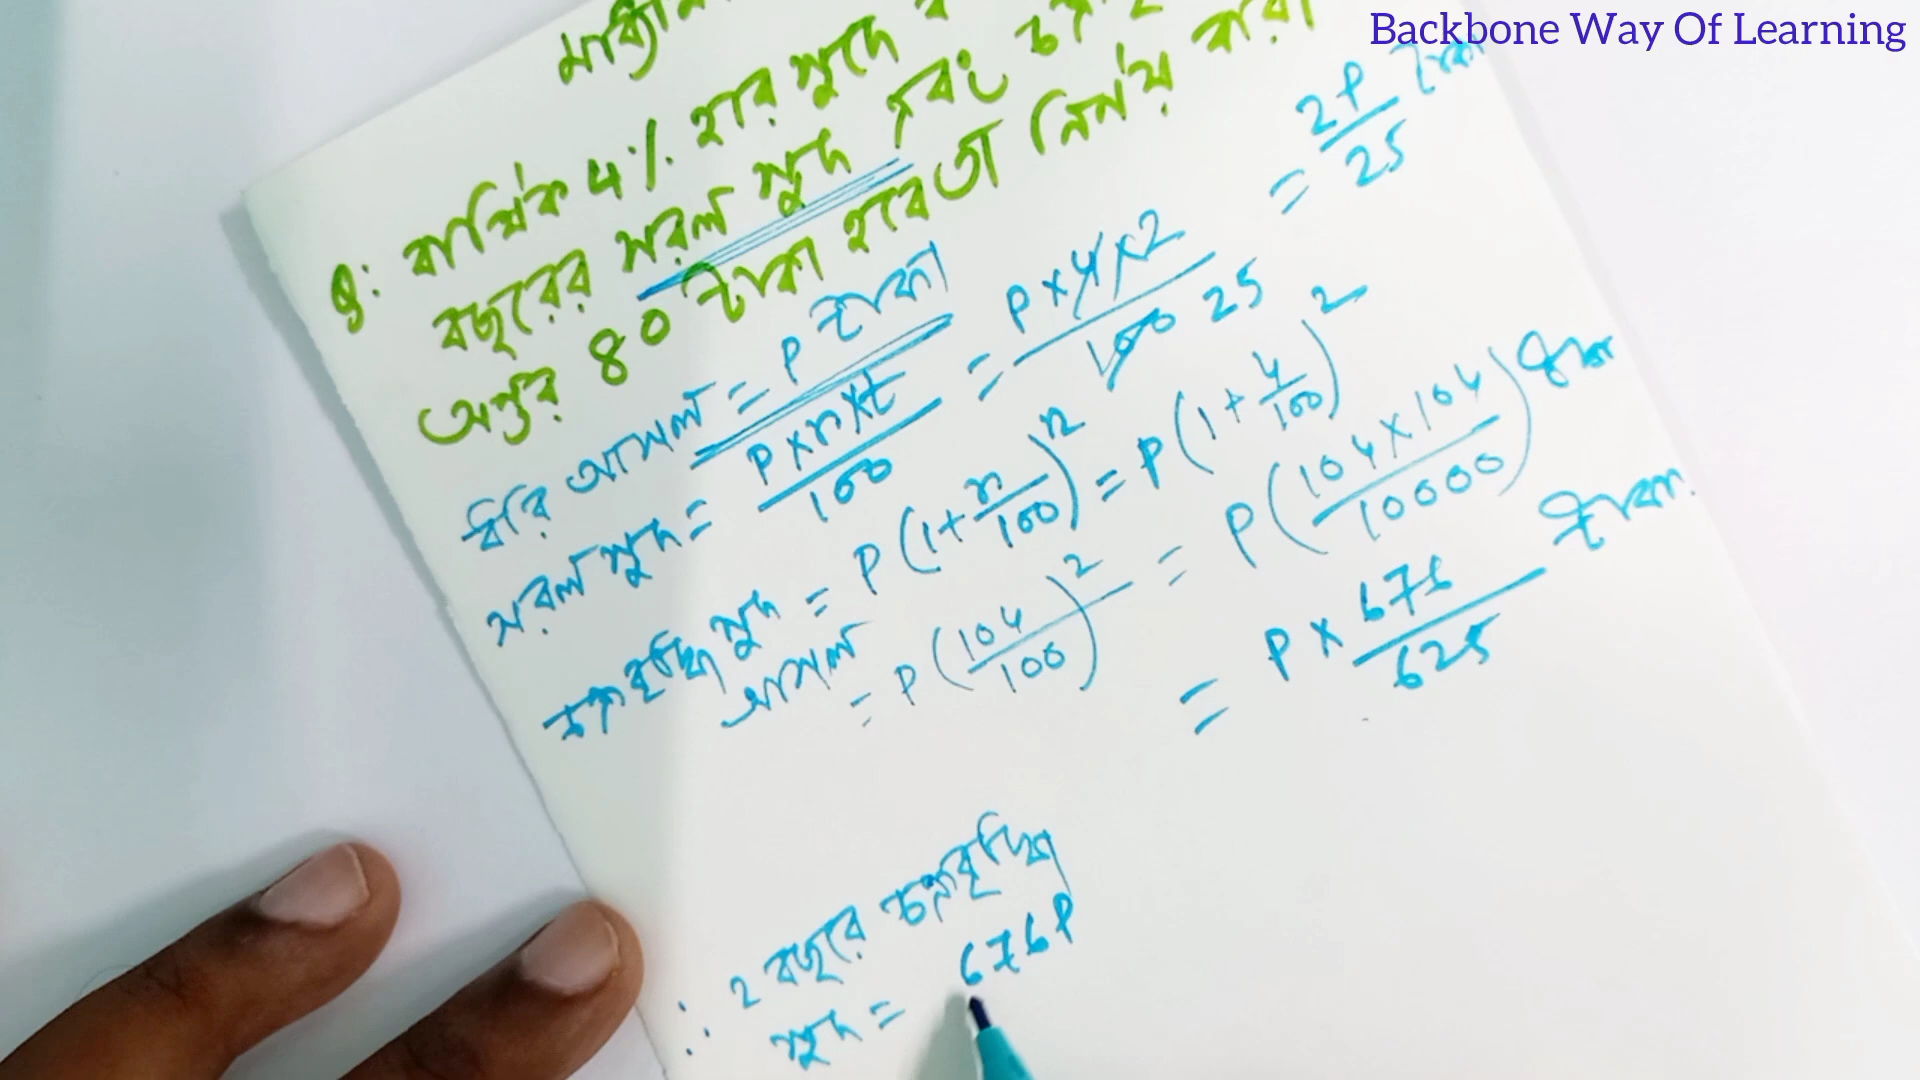 Backbone Way Of Learning
Q: বার্ষিক 4% হার সুদে
বছরের সরল সুদ এবং
অন্তর 80 টাকা হবে তা নির্ণয় করো
ধরি আসল = P টাকা
সরল সুদ = P×r×t/100 = P×4×2/100 25 = 2P/25 টাকা
চক্রবৃদ্ধি সুদ আসল = P(1+r/100)^n = P(1+4/100)^2
= P(104/100)^2 = P(104×104/10000) টাকা
= P×676/625 টাকা.
∴ 2 বছরে চক্রবৃদ্ধি
সুদ = 676P